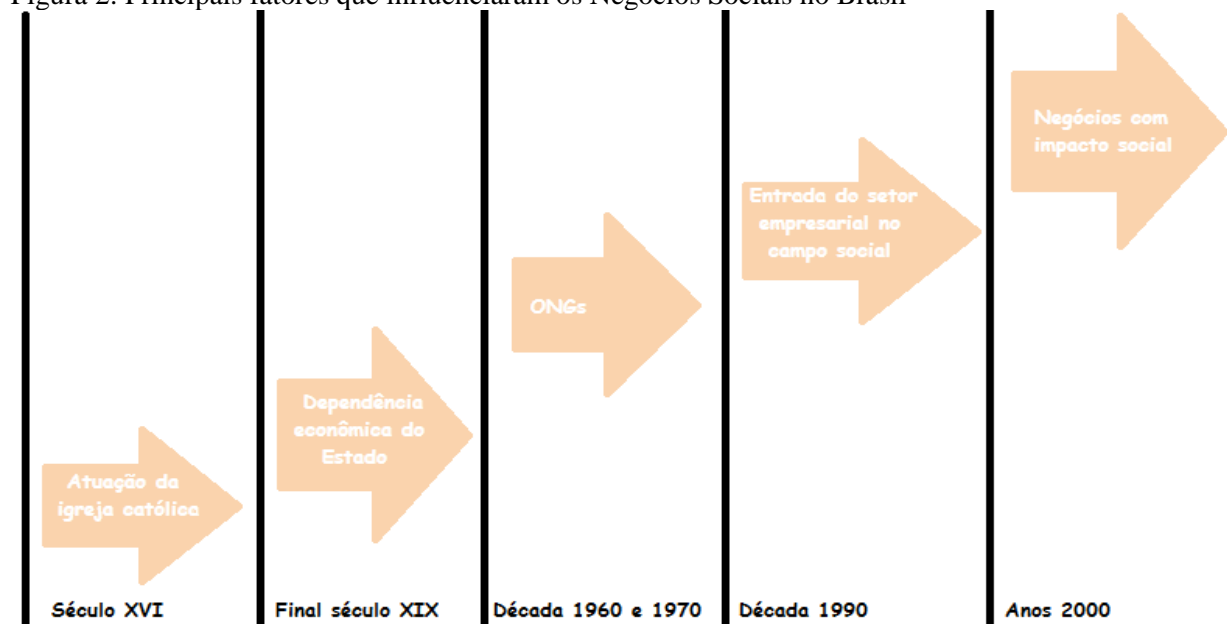 Figura 2. Principais fatores que influenciaram os Negócios Sociais no Brasil
Atuação da
igreja católica
Século XVI
Dependência
econômica do
Estado
Final século XIX
ONGs
Década 1960 e 1970
Entrada do setor
empresarial no
campo social
Década 1990
Negócios com
impacto social
Anos 2000